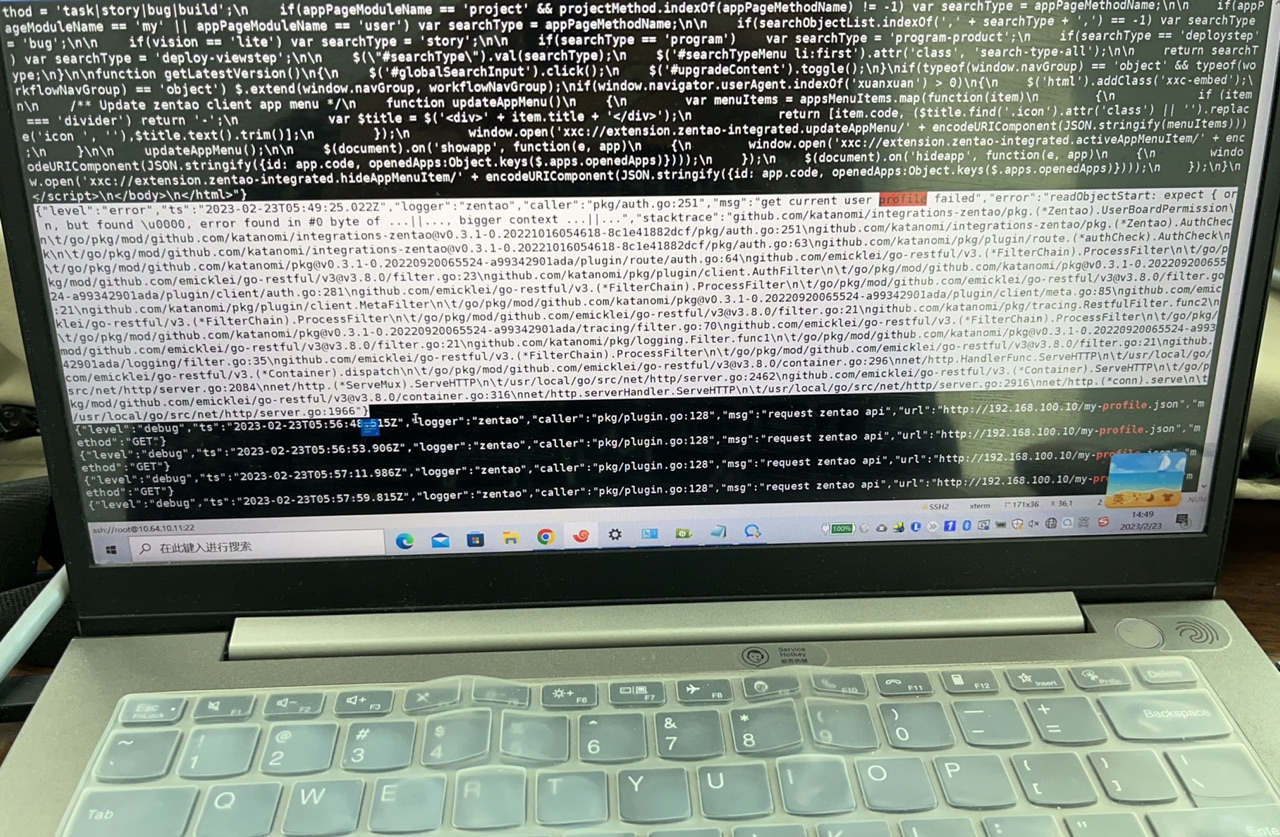 thod = 'task|story|bug|build';\n    if(appPageModuleName == 'project' && projectMethod.indexOf(appPageMethodName) != -1) var searchType = appPageMethodName;\n\n    if(appP
ageModuleName == 'my' || appPageModuleName == 'user') var searchType = appPageMethodName;\n\n    if(searchObjectList.indexOf(',' + searchType + ',') == -1) var searchType
= 'bug';\n\n    if(vision == 'lite') var searchType = 'story';\n\n    if(searchType == 'program')    var searchType = 'program-product';\n    if(searchType == 'deploystep'
) var searchType = 'deploy-viewstep';\n\n    $(\"#searchType\").val(searchType);\n    $('#searchTypeMenu li:first').attr('class', 'search-type-all');\n\n    return searchT
ype;\n}\n\nfunction getLatestVersion()\n{\n    $('#globalSearchInput').click();\n    $('#upgradeContent').toggle();\n}\nif(typeof(window.navGroup) == 'object' && typeof(wo
rkflowNavGroup) == 'object') $.extend(window.navGroup, workflowNavGroup);\nif(window.navigator.userAgent.indexOf('xuanxuan') > 0)\n{\n    $('html').addClass('xxc-embed');\
n\n    /** Update zentao client app menu */\n    function updateAppMenu()\n    {\n        var menuItems = appsMenuItems.map(function(item)\n        {\n            if (item
=== 'divider') return '-';\n            var $title = $('<div>' + item.title + '</div>');\n            return [item.code, ($title.find('.icon').attr('class') || '').replac
e('icon ', ''),$title.text().trim()];\n        });\n        window.open('xxc://extension.zentao-integrated.updateAppMenu/' + encodeURIComponent(JSON.stringify(menuItems)))
;\n    }\n\n    updateAppMenu();\n\n    $(document).on('showapp', function(e, app)\n    {\n        window.open('xxc://extension.zentao-integrated.activeAppMenuItem/' + enc
odeURIComponent(JSON.stringify({id: app.code, openedApps:Object.keys($.apps.openedApps)})));\n    });\n    $(document).on('hideapp', function(e, app)\n    {\n        windo
w.open('xxc://extension.zentao-integrated.hideAppMenuItem/' + encodeURIComponent(JSON.stringify({id: app.code, openedApps:Object.keys($.apps.openedApps)})));\n    });\n}\n
</script>\n</body>\n</html>"}
{"level":"error","ts":"2023-02-23T05:49:25.022Z","logger":"zentao","caller":"pkg/auth.go:251","msg":"get current user profile failed","error":"readObjectStart: expect { or
n, but found \u0000, error found in #0 byte of ...||..., bigger context ...||...","stacktrace":"github.com/katanomi/integrations-zentao/pkg.(*Zentao).UserBoardPermission\
n\t/go/pkg/mod/github.com/katanomi/integrations-zentao@v0.3.1-0.20221016054618-8c1e41882dcf/pkg/auth.go:251\ngithub.com/katanomi/integrations-zentao/pkg.(*Zentao).AuthChec
k\n\t/go/pkg/mod/github.com/katanomi/integrations-zentao@v0.3.1-0.20221016054618-8c1e41882dcf/pkg/auth.go:63\ngithub.com/katanomi/pkg/plugin/route.(*authCheck).AuthCheck\n
\t/go/pkg/mod/github.com/katanomi/pkg@v0.3.1-0.20220920065524-a99342901ada/plugin/route/auth.go:64\ngithub.com/emicklei/go-restful/v3.(*FilterChain).ProcessFilter\n\t/go/p
kg/mod/github.com/emicklei/go-restful/v3@v3.8.0/filter.go:23\ngithub.com/katanomi/pkg/plugin/client.AuthFilter\n\t/go/pkg/mod/github.com/katanomi/pkg@v0.3.1-0.202209200655
24-a99342901ada/plugin/client/auth.go:281\ngithub.com/emicklei/go-restful/v3.(*FilterChain).ProcessFilter\n\t/go/pkg/mod/github.com/emicklei/go-restful/v3@v3.8.0/filter.go
:21\ngithub.com/katanomi/pkg/plugin/client.MetaFilter\n\t/go/pkg/mod/github.com/katanomi/pkg@v0.3.1-0.20220920065524-a99342901ada/plugin/client/meta.go:85\ngithub.com/emic
klei/go-restful/v3.(*FilterChain).ProcessFilter\n\t/go/pkg/mod/github.com/emicklei/go-restful/v3@v3.8.0/filter.go:21\ngithub.com/katanomi/pkg/tracing.RestfulFilter.func2\n
\t/go/pkg/mod/github.com/katanomi/pkg@v0.3.1-0.20220920065524-a99342901ada/tracing/filter.go:70\ngithub.com/emicklei/go-restful/v3.(*FilterChain).ProcessFilter\n\t/go/pkg/
mod/github.com/emicklei/go-restful/v3@v3.8.0/filter.go:21\ngithub.com/katanomi/pkg/logging.Filter.func1\n\t/go/pkg/mod/github.com/katanomi/pkg@v0.3.1-0.20220920065524-a993
42901ada/logging/filter.go:35\ngithub.com/emicklei/go-restful/v3.(*FilterChain).ProcessFilter\n\t/go/pkg/mod/github.com/emicklei/go-restful/v3@v3.8.0/filter.go:21\ngithub.
com/emicklei/go-restful/v3.(*Container).dispatch\n\t/go/pkg/mod/github.com/emicklei/go-restful/v3@v3.8.0/container.go:296\nnet/http.HandlerFunc.ServeHTTP\n\t/usr/local/go/
src/net/http/server.go:2084\nnet/http.(*ServeMux).ServeHTTP\n\t/usr/local/go/src/net/http/server.go:2462\ngithub.com/emicklei/go-restful/v3.(*Container).ServeHTTP\n\t/go/p
kg/mod/github.com/emicklei/go-restful/v3@v3.8.0/container.go:316\nnet/http.serverHandler.ServeHTTP\n\t/usr/local/go/src/net/http/server.go:2916\nnet/http.(*conn).serve\n\t
/usr/local/go/src/net/http/server.go:1966"}
{"level":"debug","ts":"2023-02-23T05:56:48.515Z","logger":"zentao","caller":"pkg/plugin.go:128","msg":"request zentao api","url":"http://192.168.100.10/my-profile.json","m
ethod":"GET"}
{"level":"debug","ts":"2023-02-23T05:56:53.906Z","logger":"zentao","caller":"pkg/plugin.go:128","msg":"request zentao api","url":"http://192.168.100.10/my-profile.json","m
ethod":"GET"}
{"level":"debug","ts":"2023-02-23T05:57:11.986Z","logger":"zentao","caller":"pkg/plugin.go:128","msg":"request zentao api","url":"http://192.168.100.10/my-
ethod":"GET"}
{"level":"debug","ts":"2023-02-23T05:57:59.815Z","logger":"zentao","caller":"pkg/plugin.go:128","msg":"request zentao api","url":"http://192.168.100.10/my-
ssh://root@10.64.10.11:22
SSH2 xterm 171x36 36,1 2 NUM
在此键入进行搜索
100%
14:49
2023/2/23
Service Hotkey
Esc FnLock F1 F2 F3 F6 F7 F8 F10 F11 F12 Insert Delete
~ ! 1 @ 2 # 3 $ 4 ^ 6 & 7 * 8 ( 9 ) 0 — - + = Backspace
Tab Q W E R T Y U I O P { [ } ] | \
Enter